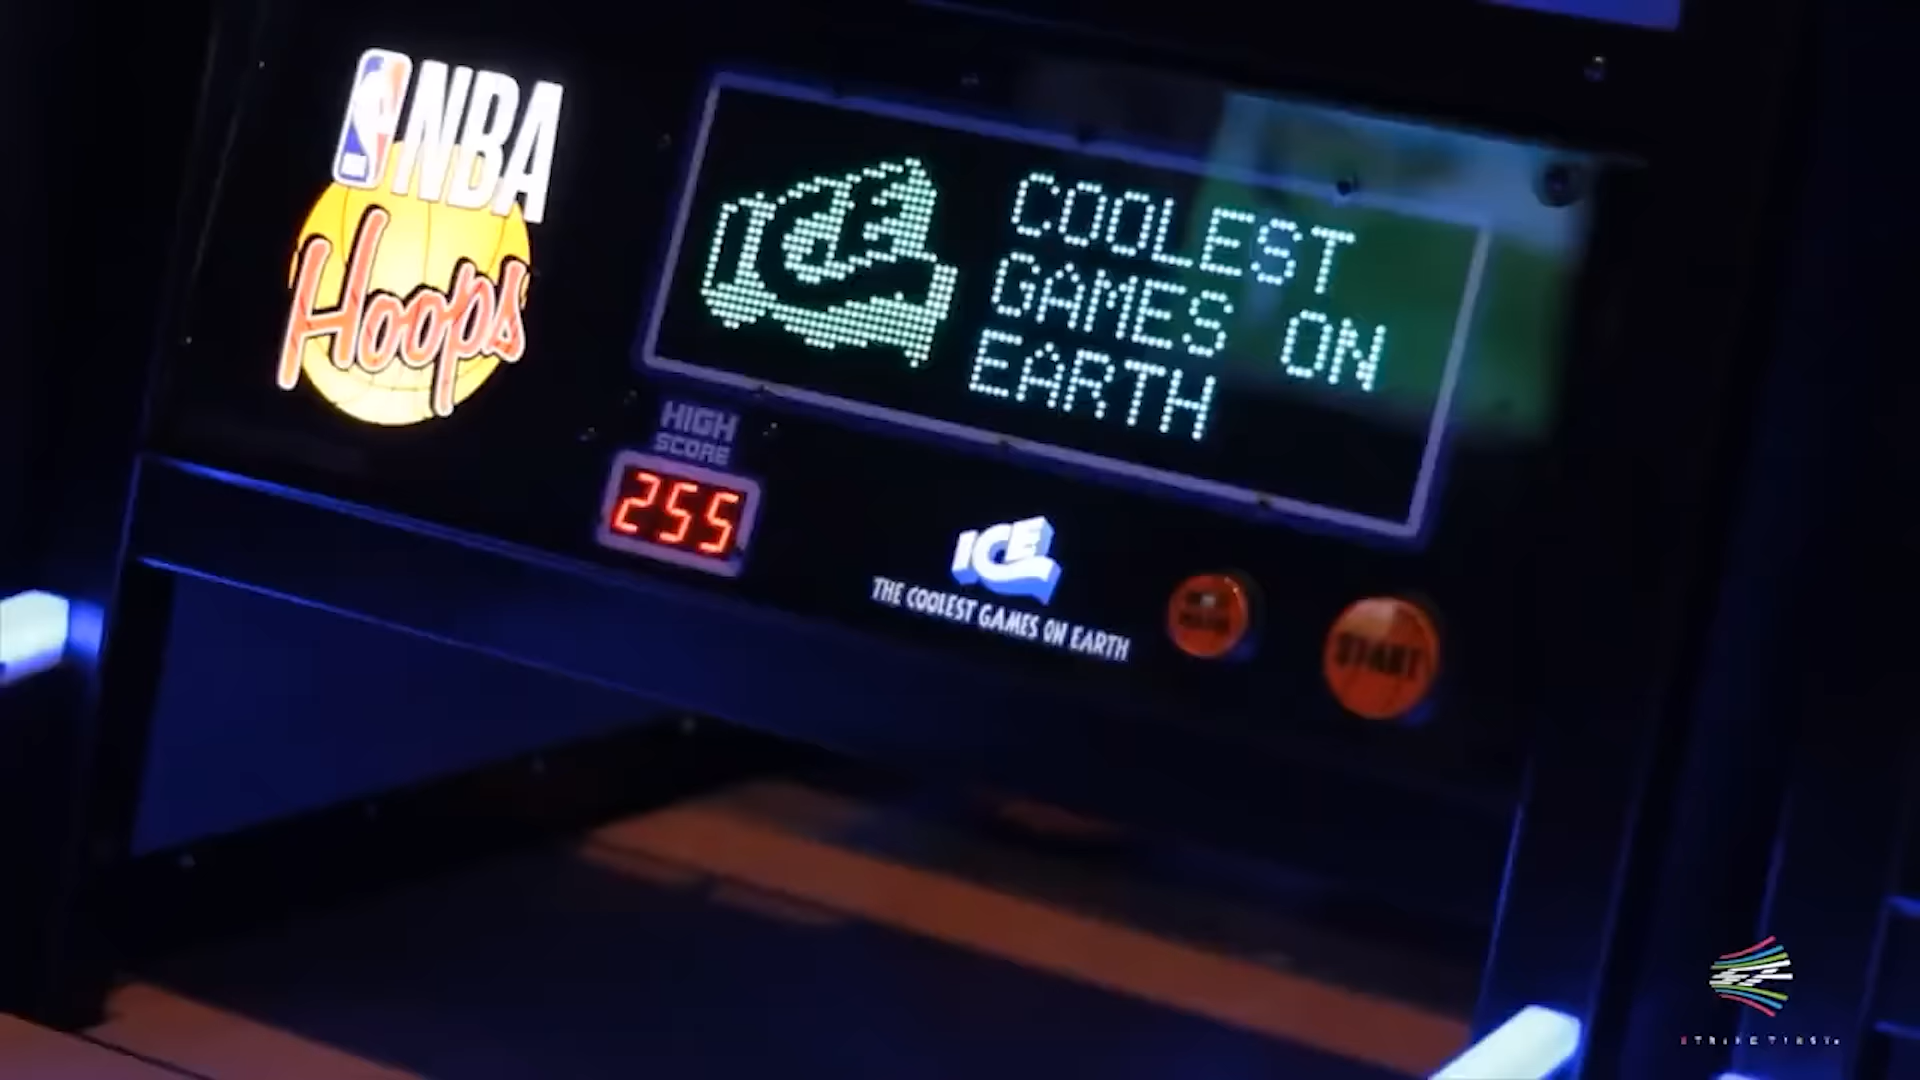 NBA
Hoops
COOLEST
GAMES ON
EARTH
HIGH
SCORE
255
ICE
THE COOLEST GAMES ON EARTH
START